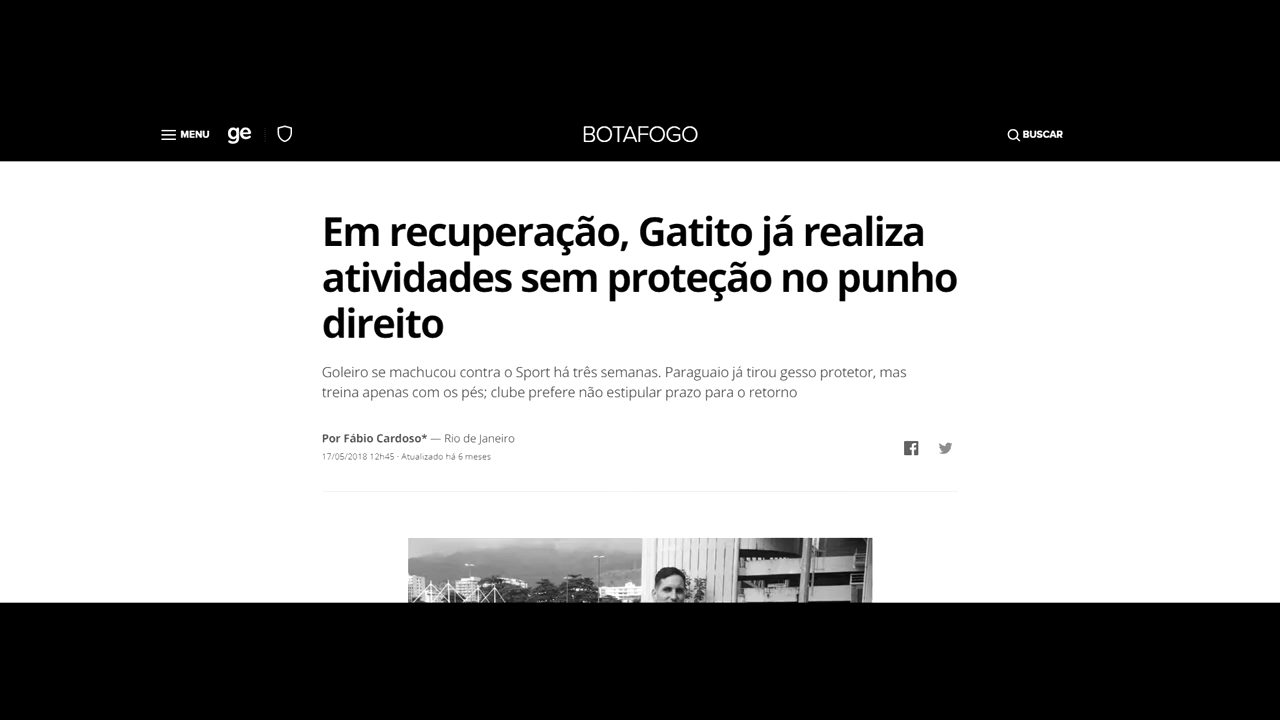 MENU ge BOTAFOGO BUSCAR
Em recuperação, Gatito já realiza
atividades sem proteção no punho
direito
Goleiro se machucou contra o Sport há três semanas. Paraguaio já tirou gesso protetor, mas
treina apenas com os pés; clube prefere não estipular prazo para o retorno
Por Fábio Cardoso* — Rio de Janeiro
17/05/2018 12h45 · Atualizado há 6 meses